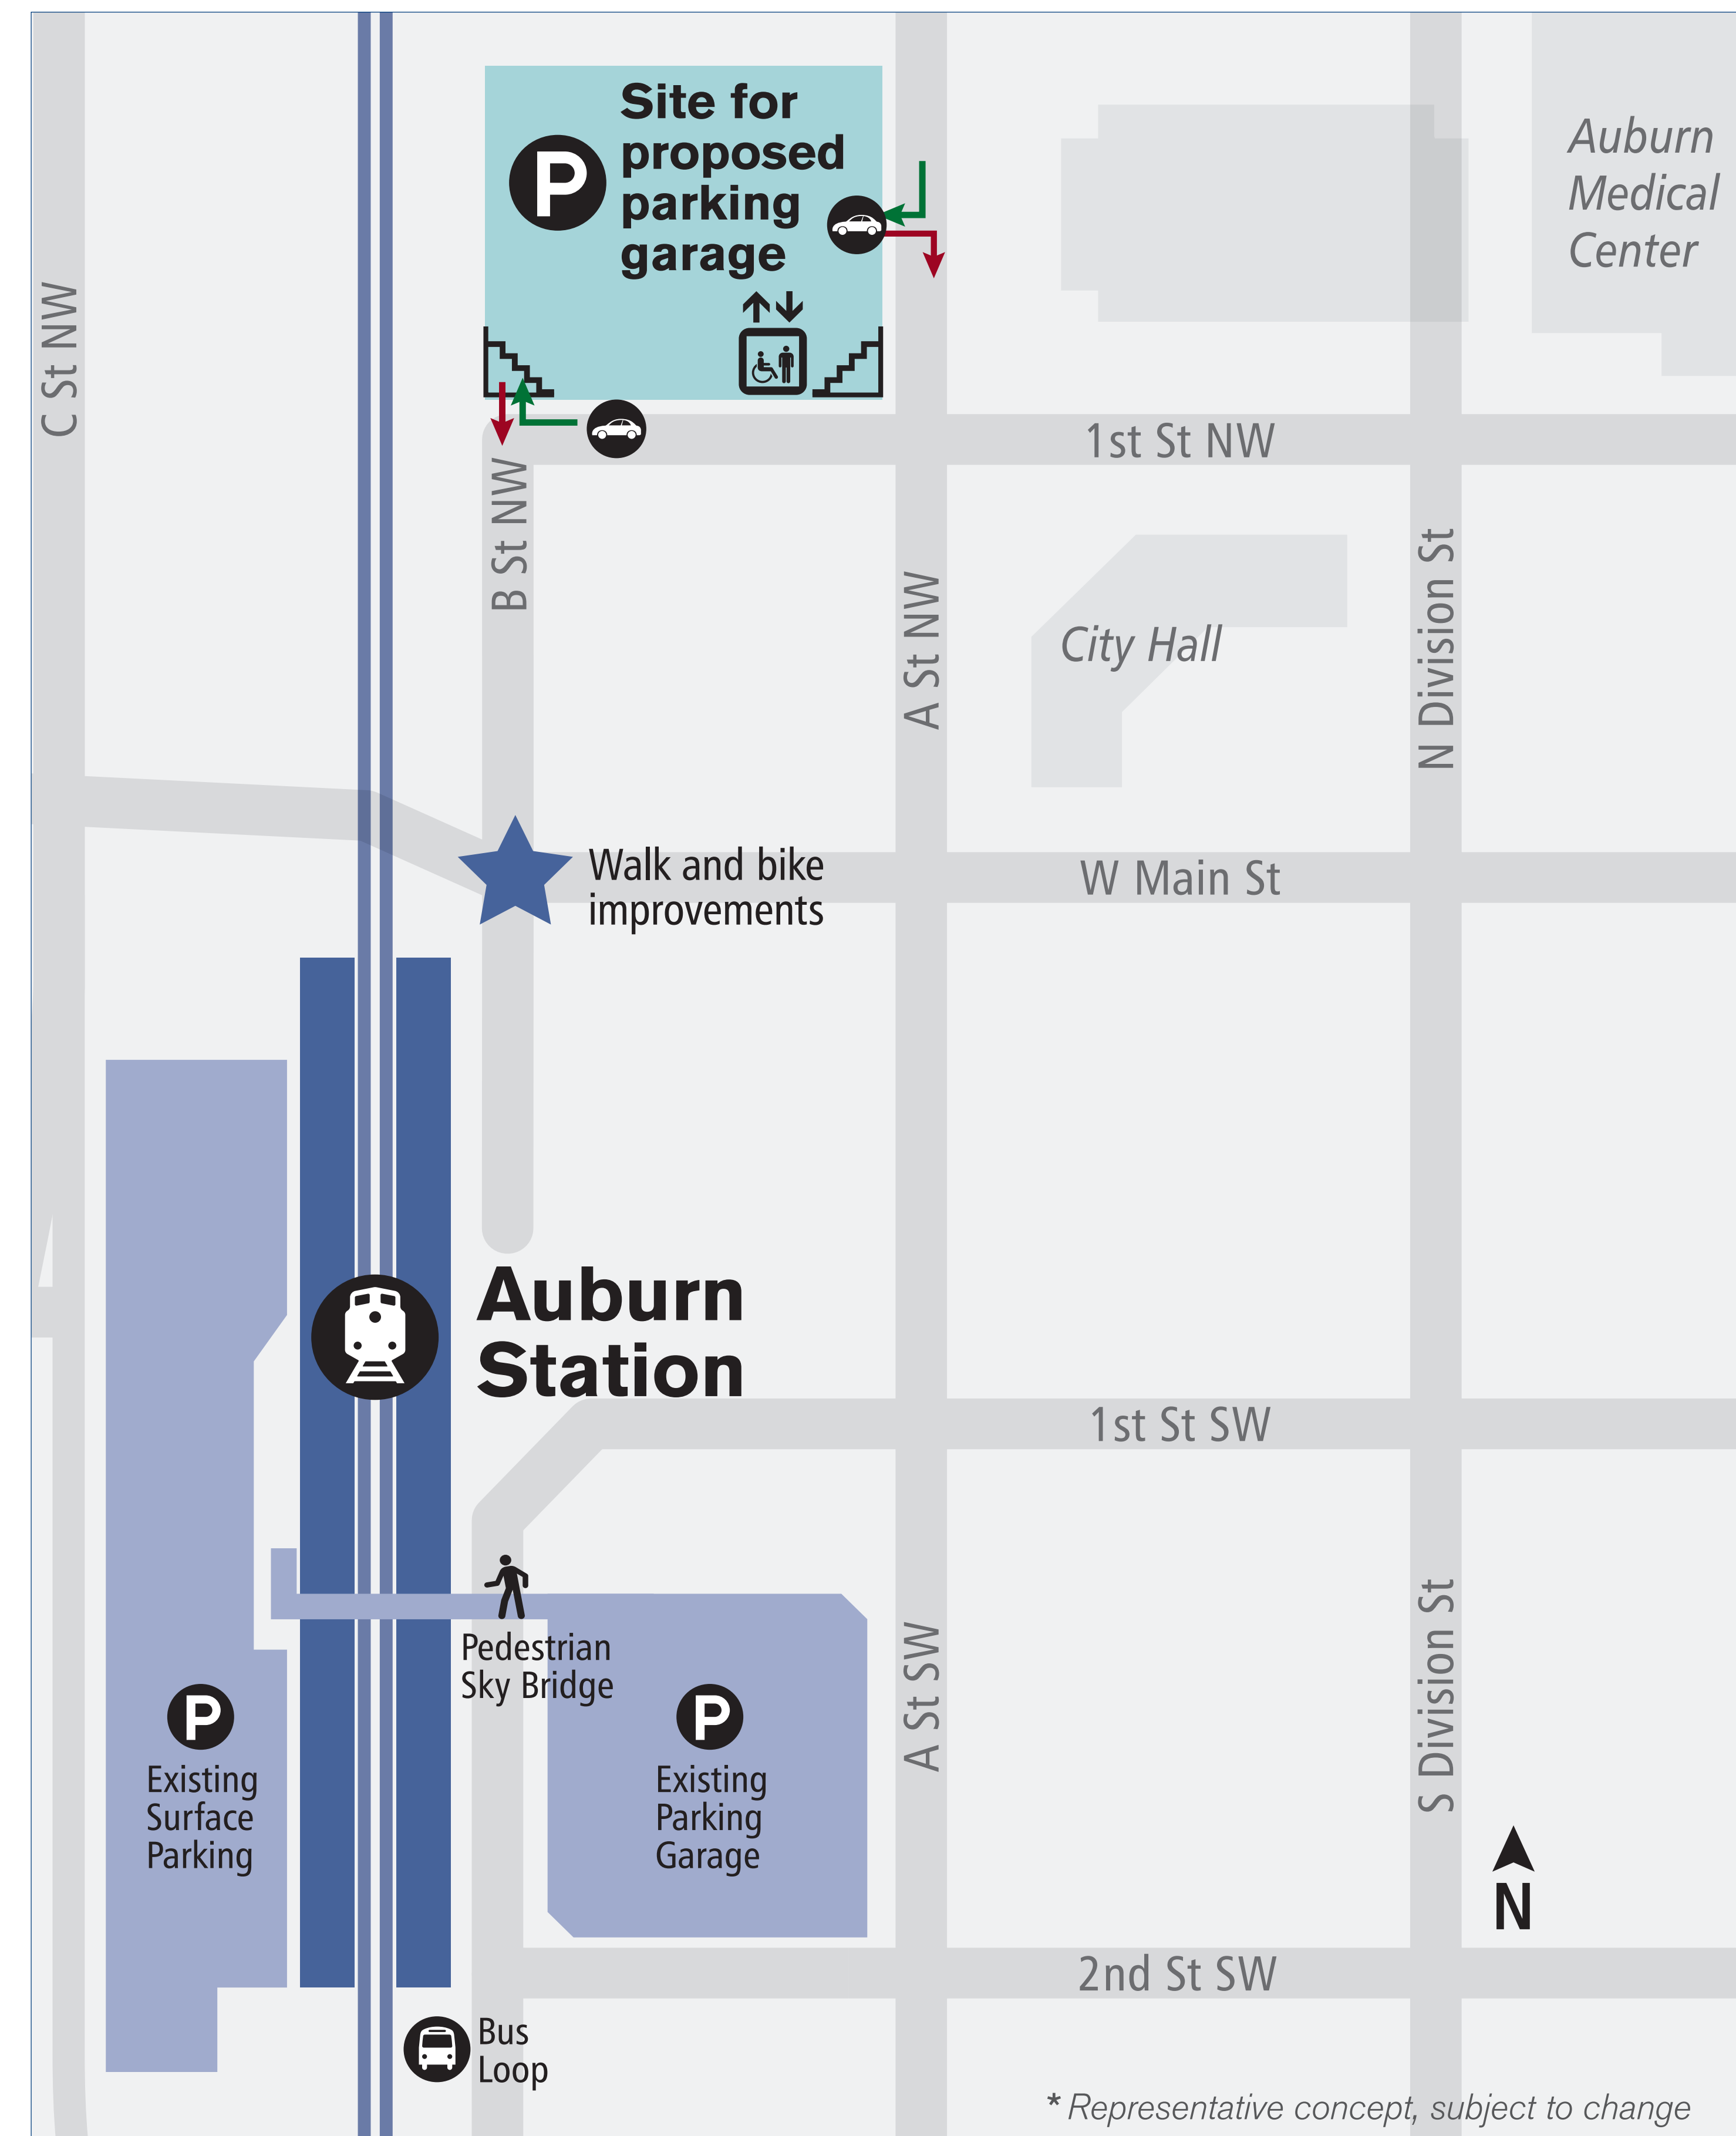 Site for
proposed
parking
garage
P
Auburn
Medical
Center
C St NW
1st St NW
B St NW
A St NW
N Division St
City Hall
Walk and bike
improvements
W Main St
Auburn
Station
1st St SW
Pedestrian
Sky Bridge
A St SW
S Division St
P
Existing
Surface
Parking
P
Existing
Parking
Garage
N
2nd St SW
Bus
Loop
* Representative concept, subject to change